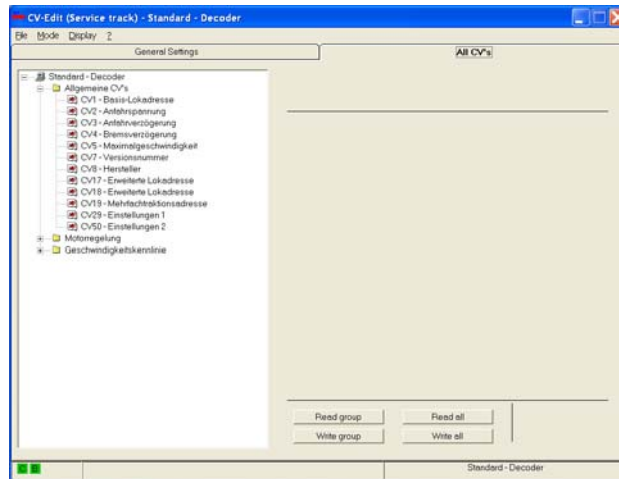 CV-Edit (Service track) - Standard - Decoder
File Mode Display ?
General Settings All CV's
Standard - Decoder
Allgemeine CV's
CV1 - Basis-Lokadresse
CV2 - Anfahrspannung
CV3 - Anfahrverzögerung
CV4 - Bremsverzögerung
CV5 - Maximalgeschwindigkeit
CV7 - Versionsnummer
CV8 - Hersteller
CV17 - Erweiterte Lokadresse
CV18 - Erweiterte Lokadresse
CV19 - Mehrfachtraktionsadresse
CV29 - Einstellungen 1
CV50 - Einstellungen 2
Motorregelung
Geschwindigkeitskennlinie
Read group Read all
Write group Write all
Standard - Decoder